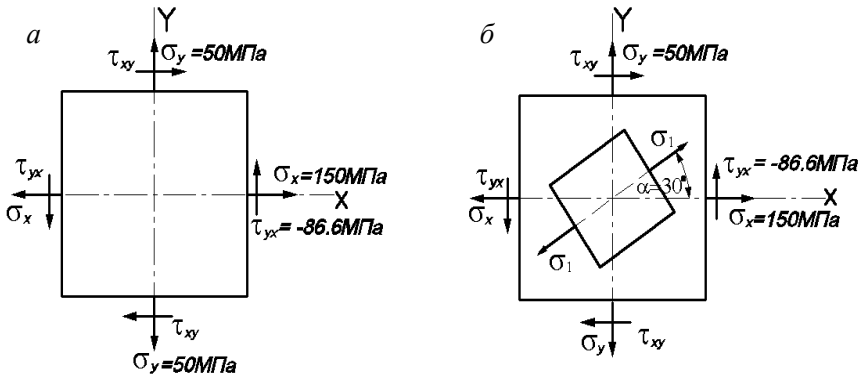 а
Y
τxy
σy=50МПа
τyx
σx
σx=150МПа
X
τyx= -86.6МПа
τxy
σy=50МПа
б
Y
τxy
σy=50МПа
σ1
τyx= -86.6МПа
τyx
α=30°
X
σx
σx=150МПа
σ1
σy
τxy